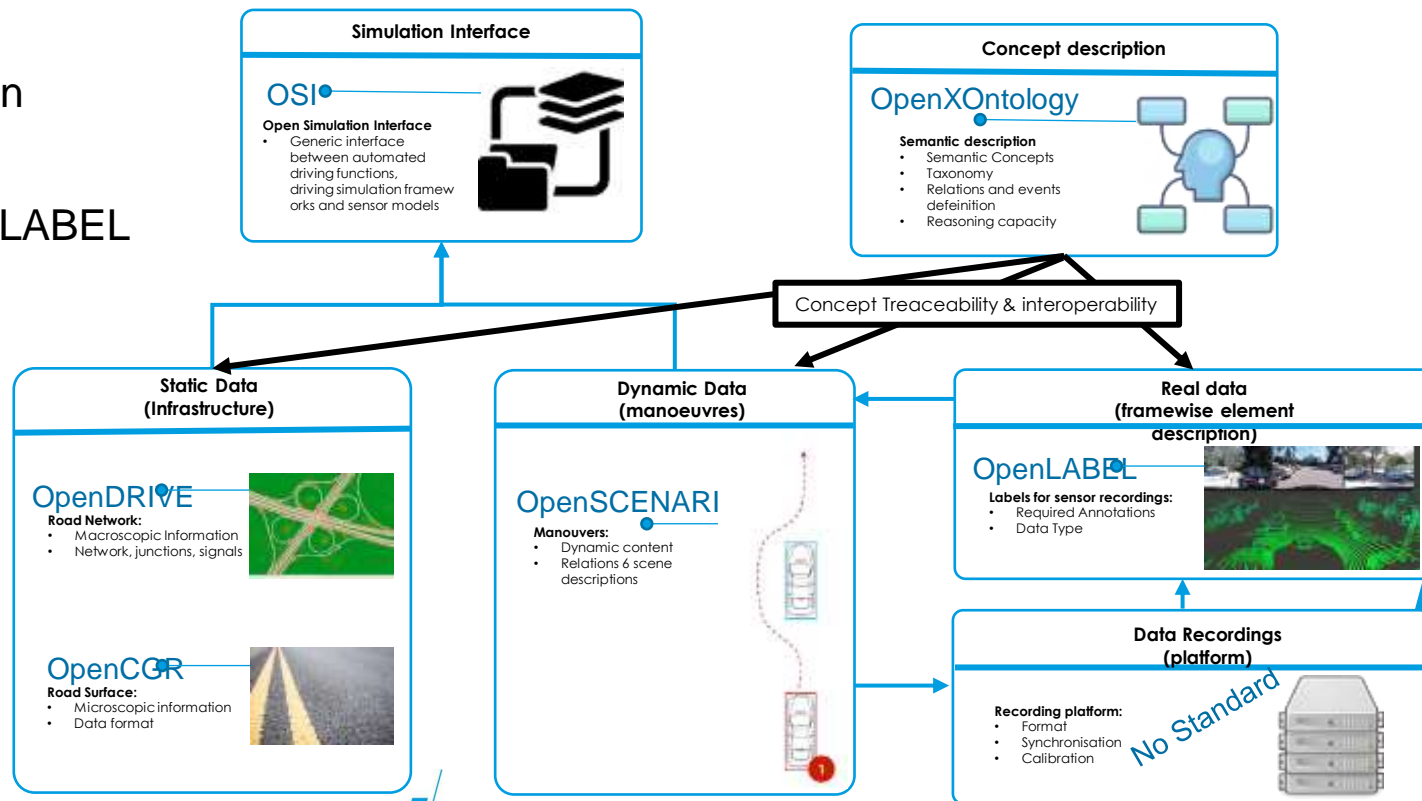 n
LABEL
Simulation Interface
OSI
Open Simulation Interface
• Generic interface
between automated
driving functions,
driving simulation framew
orks and sensor models
Concept description
OpenXOntology
Semantic description
• Semantic Concepts
• Taxonomy
• Relations and events
defeinition
• Reasoning capacity
Concept Treaceability & interoperability
Static Data
(Infrastructure)
OpenDRIVE
Road Network:
• Macroscopic Information
• Network, junctions, signals
OpenCGR
Road Surface:
• Microscopic information
• Data format
Dynamic Data
(manoeuvres)
OpenSCENARI
Manouvers:
• Dynamic content
• Relations 6 scene
descriptions
1
Real data
(framewise element
description)
OpenLABEL
Labels for sensor recordings:
• Required Annotations
• Data Type
Data Recordings
(platform)
Recording platform:
• Format
• Synchronisation
• Calibration
No Standard